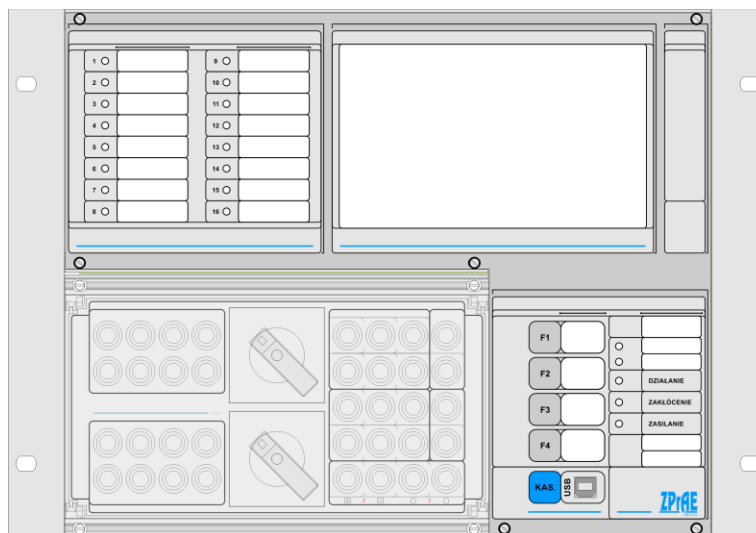 1
2
3
4
5
6
7
8
9
10
11
12
13
14
15
16
F1
F2
F3
F4
DZIAŁANIE
ZAKŁÓCENIE
ZASILANIE
KAS.
USB
ZPrAE